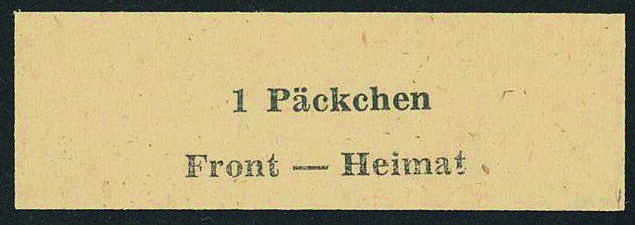 1 Päckchen
Front — Heimat